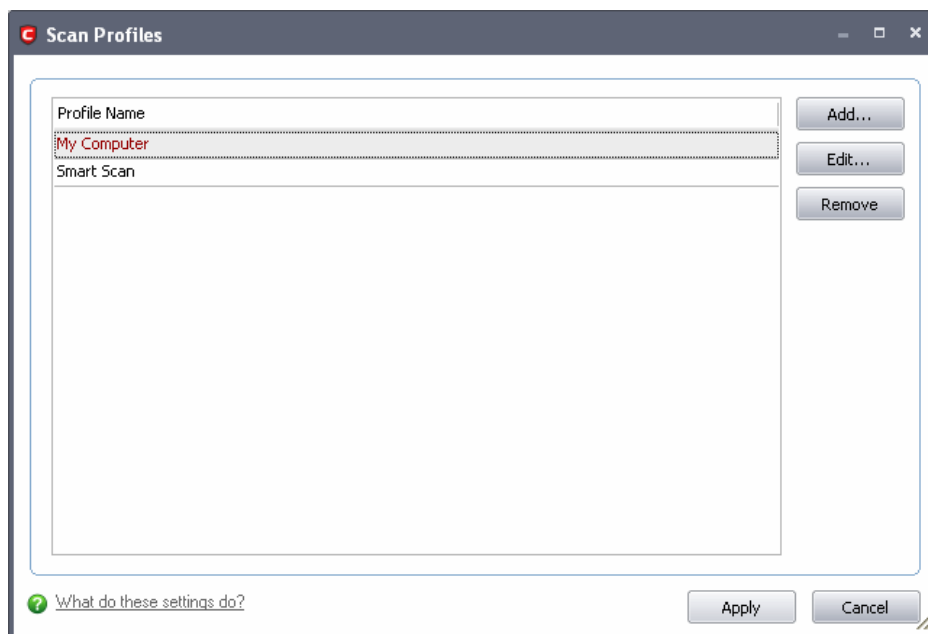 Scan Profiles
Profile Name
My Computer
Smart Scan
Add...
Edit...
Remove
What do these settings do?
Apply
Cancel